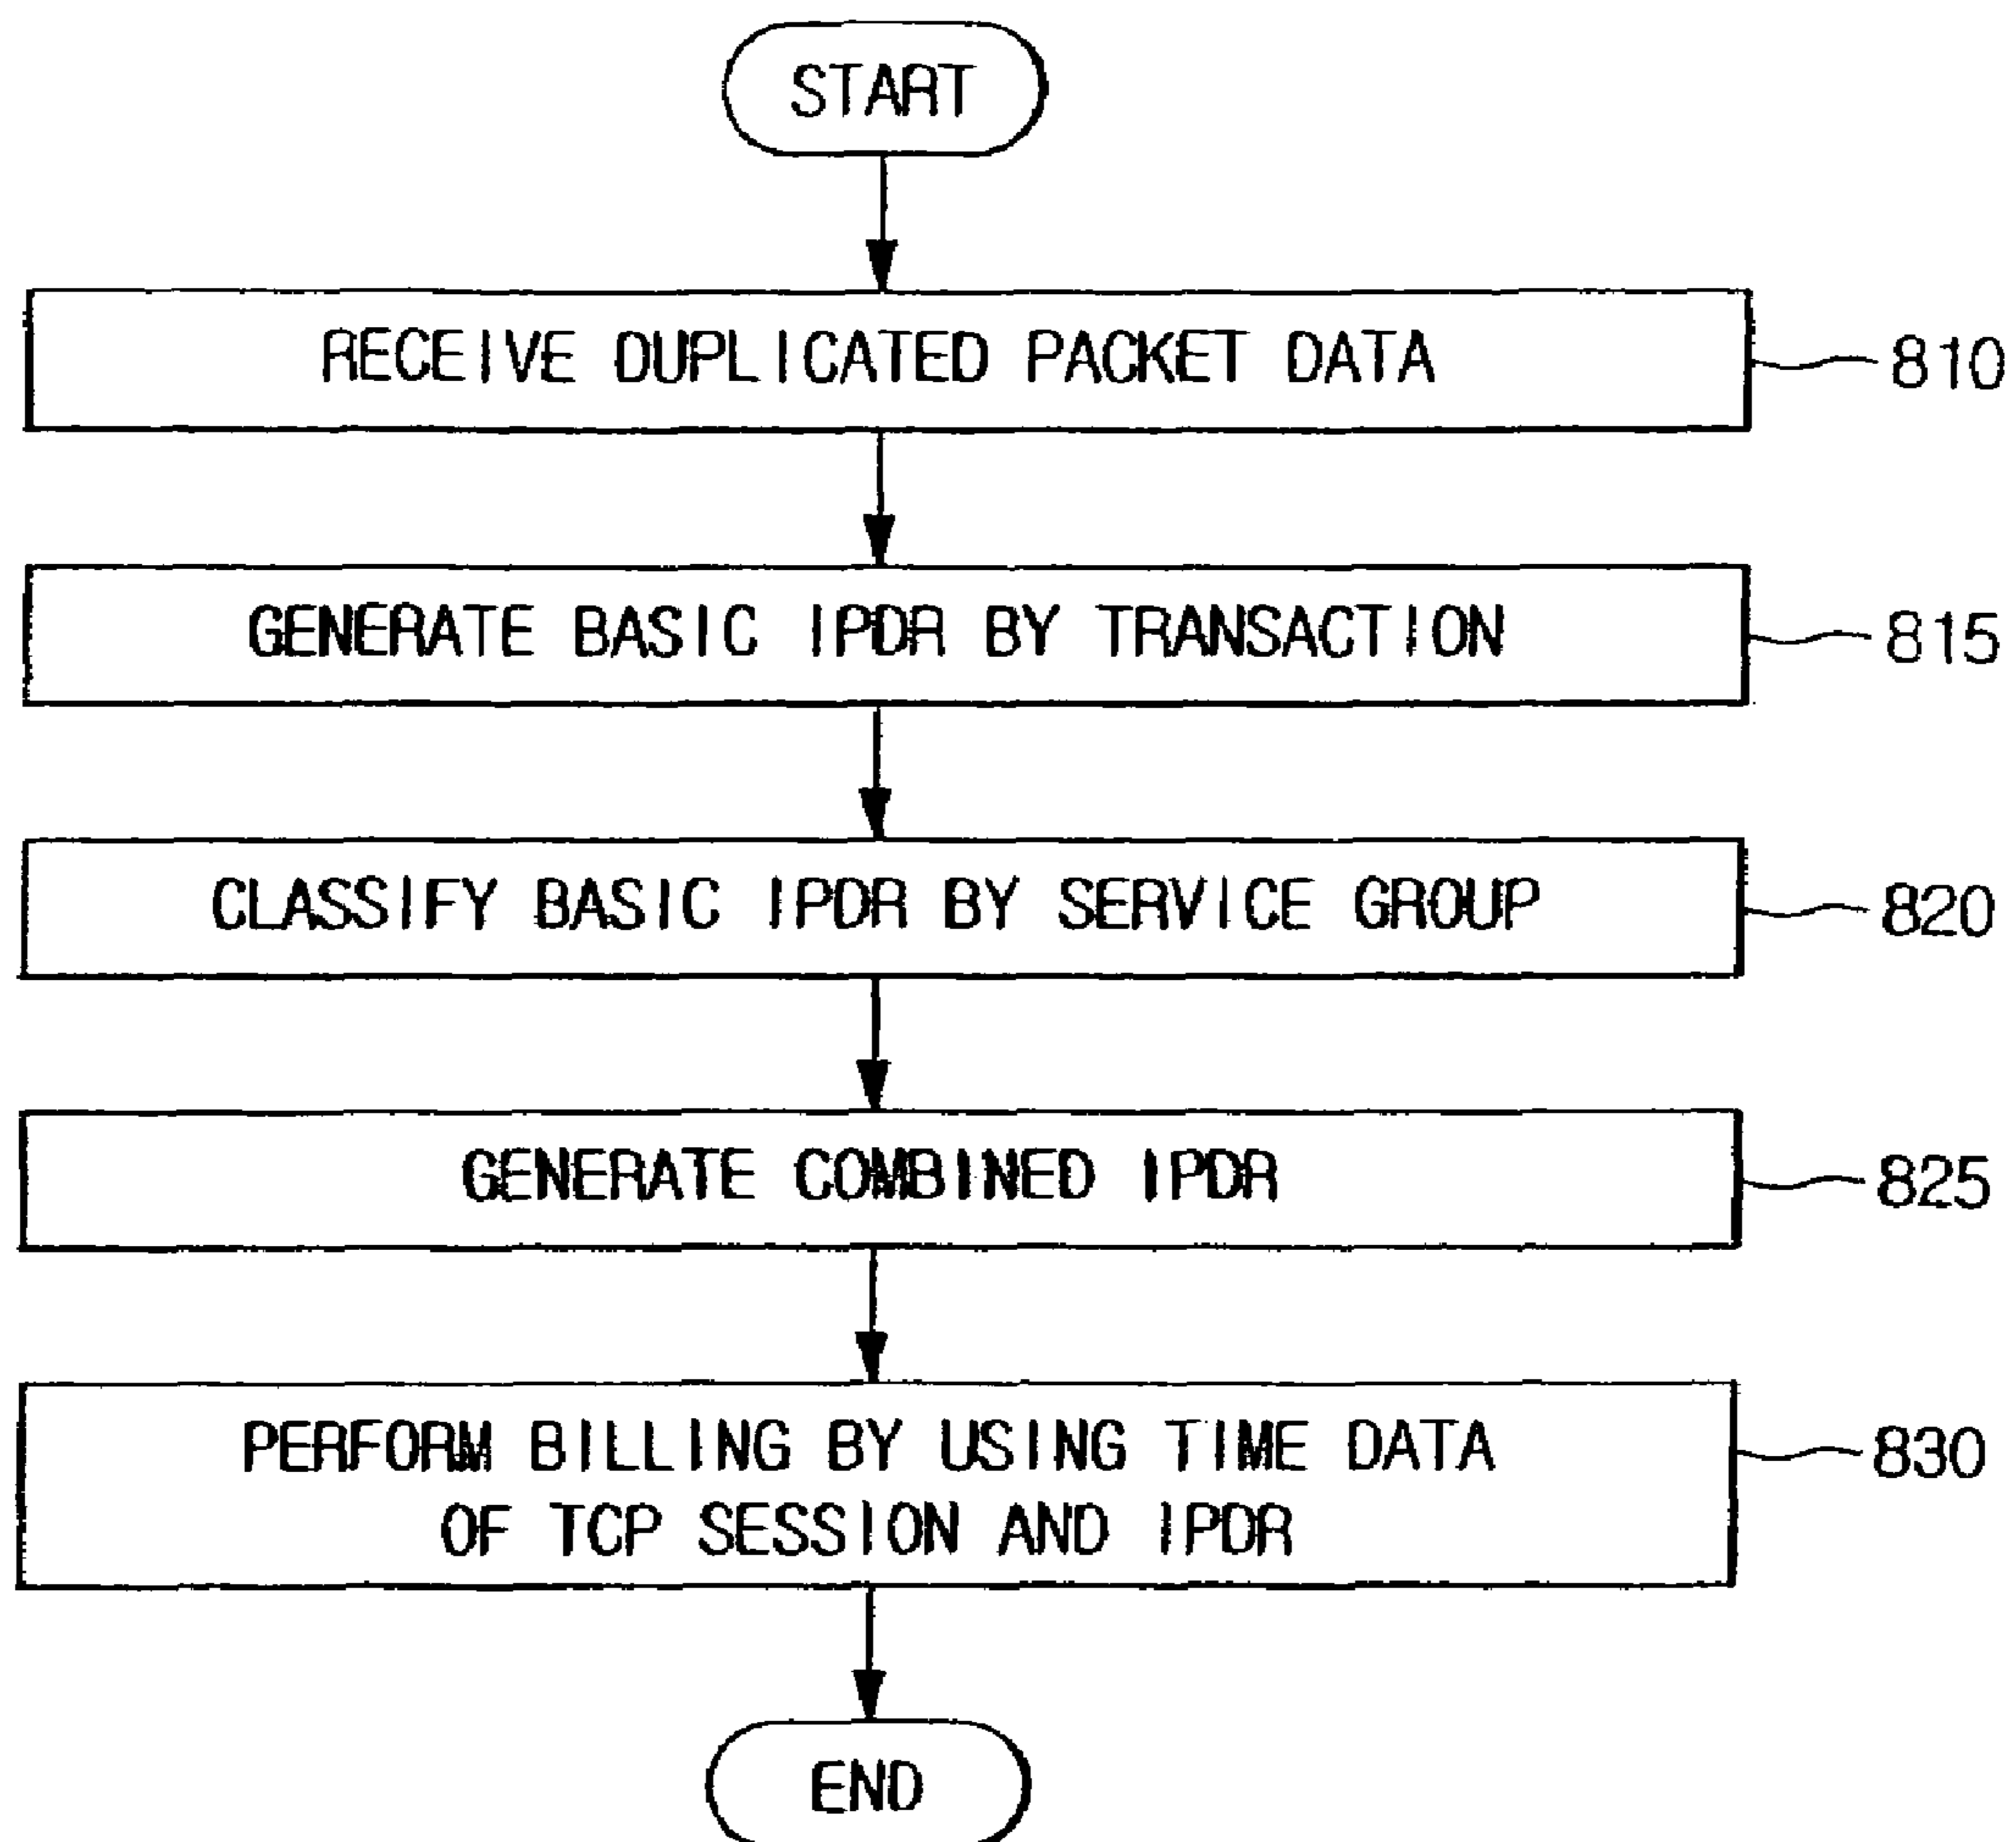 START
RECEIVE DUPLICATED PACKET DATA
810
GENERATE BASIC IPDR BY TRANSACTION
815
CLASSIFY BASIC IPDR BY SERVICE GROUP
820
GENERATE COMBINED IPDR
825
PERFORM BILLING BY USING TIME DATA
OF TCP SESSION AND IPDR
830
END